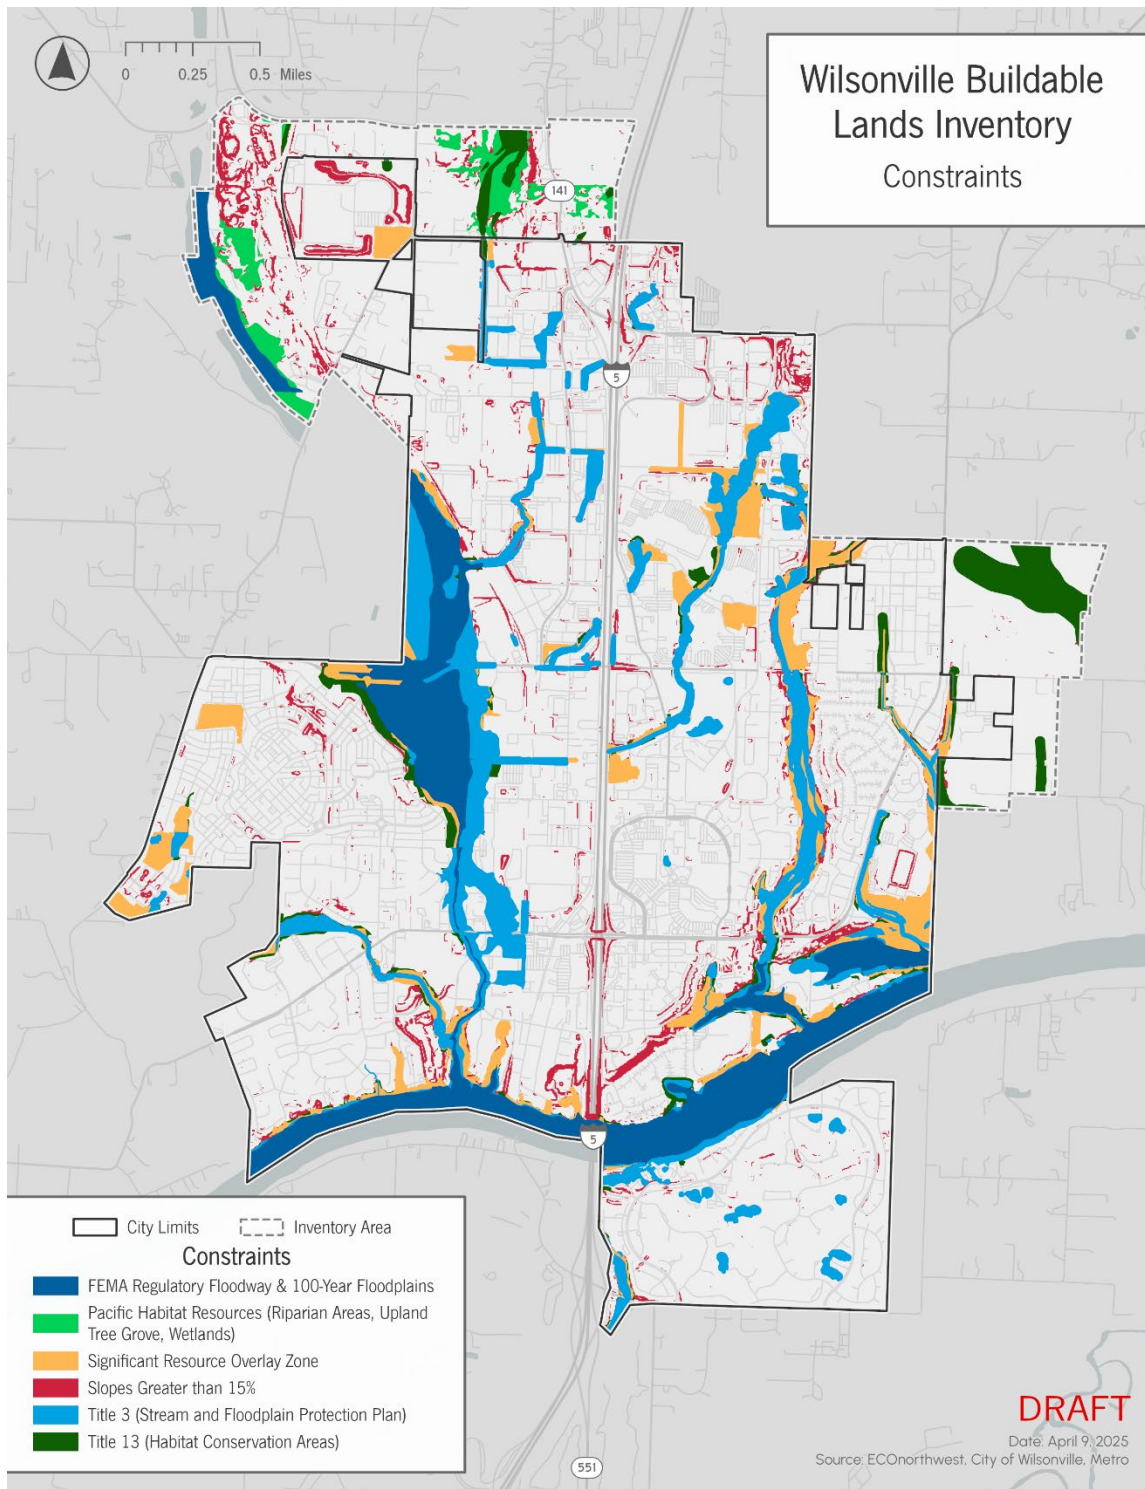 0 0.25 0.5 Miles
Wilsonville Buildable
Lands Inventory
Constraints
141
5
5
City Limits
Inventory Area
Constraints
FEMA Regulatory Floodway & 100-Year Floodplains
Pacific Habitat Resources (Riparian Areas, Upland
Tree Grove, Wetlands)
Significant Resource Overlay Zone
Slopes Greater than 15%
Title 3 (Stream and Floodplain Protection Plan)
Title 13 (Habitat Conservation Areas)
551
DRAFT
Date: April 9, 2025
Source: ECOnorthwest, City of Wilsonville, Metro